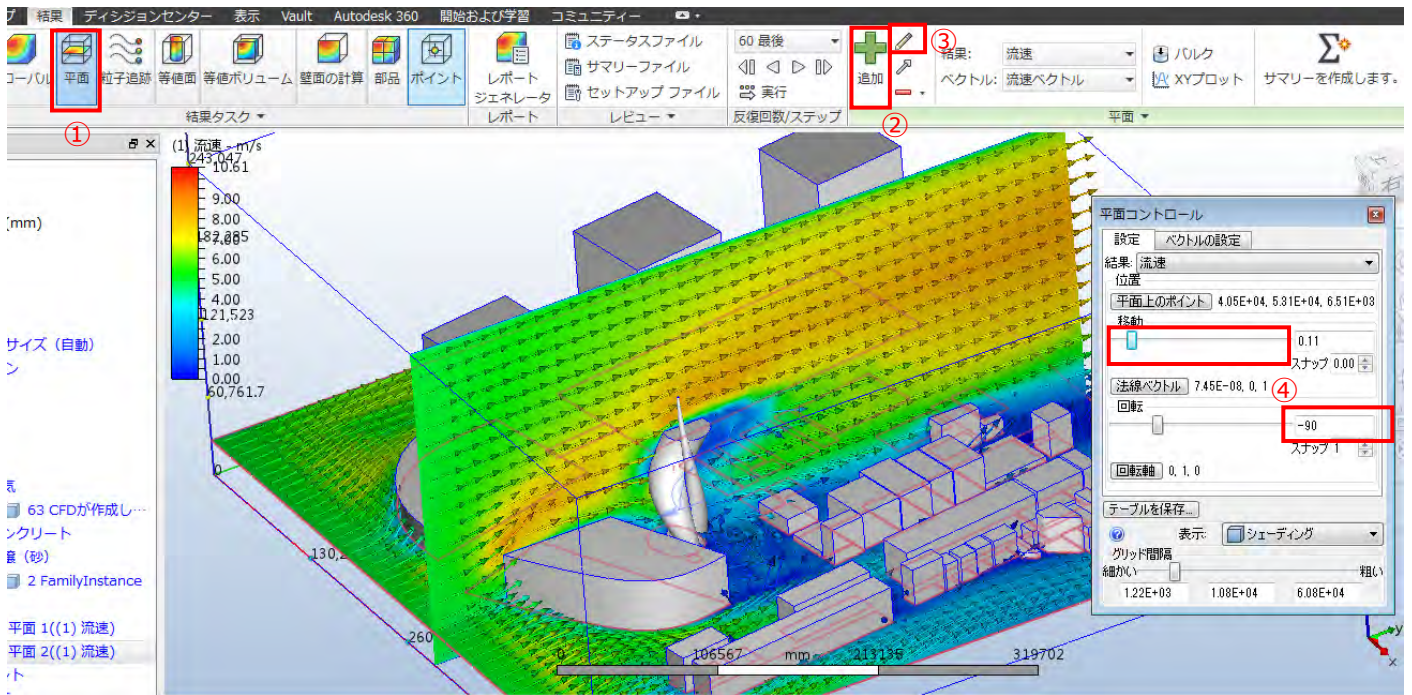 結果 ディシジョンセンター 表示 Vault Autodesk 360 開始および学習 コミュニティー
平面 粒子追跡 等値面 等値ボリューム 壁面の計算 部品 ポイント
レポート
ジェネレータ
ステータスファイル
サマリーファイル
セットアップ ファイル
60 最後
実行
追加
③
結果: 流速
ベクトル: 流速ベクトル
バルク
XYプロット
サマリーを作成します。
結果タスク
レポート
レビュー
反復回数/ステップ
平面
①
②
(1) 流速 - m/s
243,047
10.61
9.00
8.00
7.00
6.00
5.00
4.00
121,523
2.00
1.00
0.00
60,761.7
0
260
0 106567 mm 213135 319702
(mm)
サイズ（自動）
ン
63 CFDが作成し…
ンクリート
（砂）
2 FamilyInstance
平面 1((1) 流速)
平面 2((1) 流速)
右
平面コントロール
設定 ベクトルの設定
結果: 流速
位置
平面上のポイント 4.05E+04, 5.31E+04, 6.51E+03
移動
0.11
スナップ 0.00
法線ベクトル 7.45E-08, 0, 1
④
回転
-90
スナップ 1
回転軸 0, 1, 0
テーブルを保存...
表示: シェーディング
グリッド間隔
細かい 粗い
1.22E+03 1.08E+04 6.08E+04
y
x